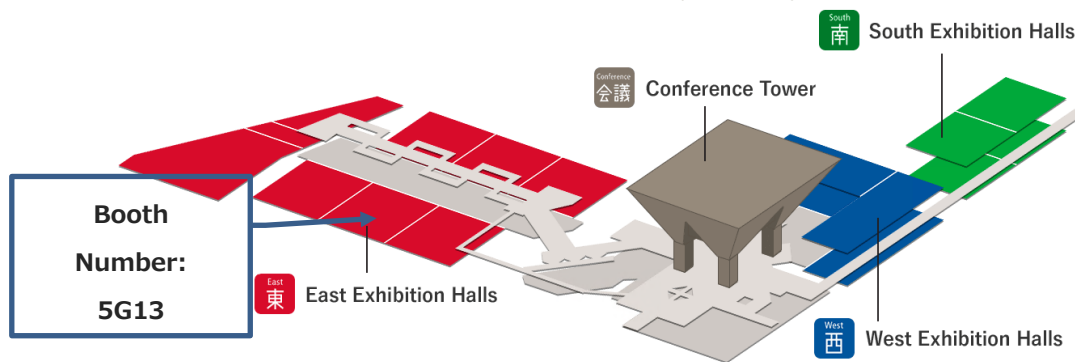 South
南
South Exhibition Halls
Conference
会議
Conference Tower
Booth
Number:
5G13
East
東
East Exhibition Halls
West
西
West Exhibition Halls